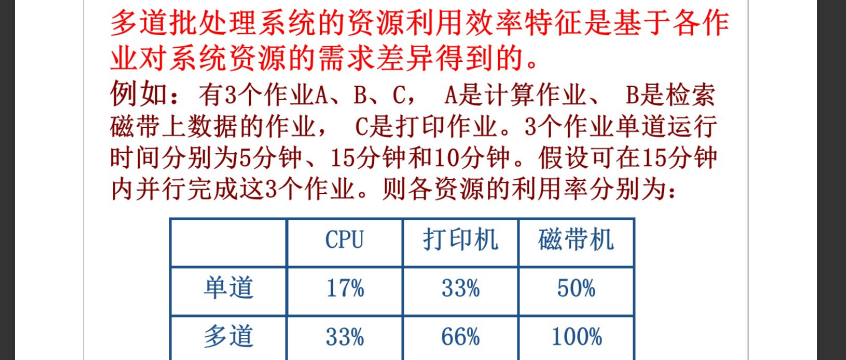 多道批处理系统的资源利用效率特征是基于各作
业对系统资源的需求差异得到的。
例如：有3个作业A、B、C， A是计算作业、 B是检索
磁带上数据的作业， C是打印作业。3个作业单道运行
时间分别为5分钟、15分钟和10分钟。假设可在15分钟
内并行完成这3个作业。则各资源的利用率分别为：
CPU 打印机 磁带机
单道 17% 33% 50%
多道 33% 66% 100%